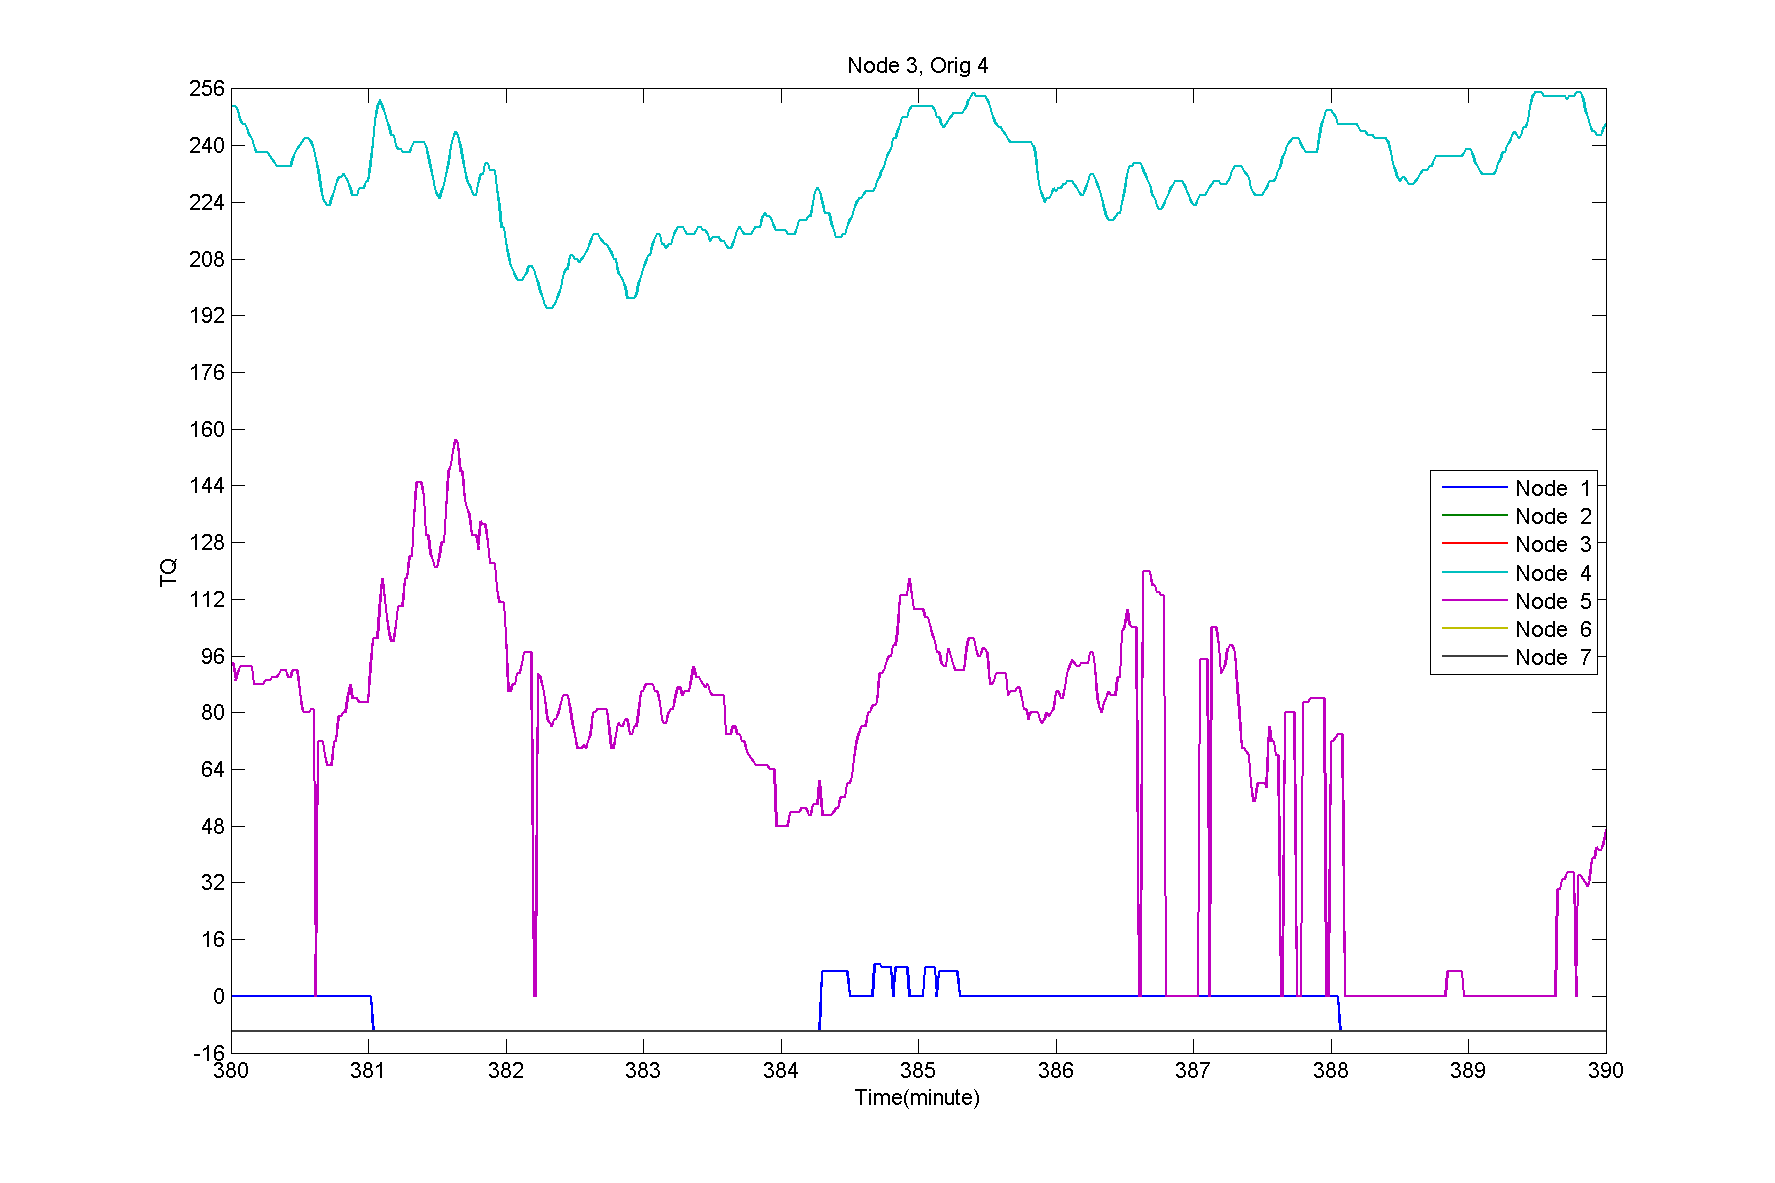 Node 3, Orig 4
256
240
224
208
192
176
160
144
128
112
96
80
64
48
32
16
0
-16
TQ
Node 1
Node 2
Node 3
Node 4
Node 5
Node 6
Node 7
380 381 382 383 384 385 386 387 388 389 390
Time(minute)